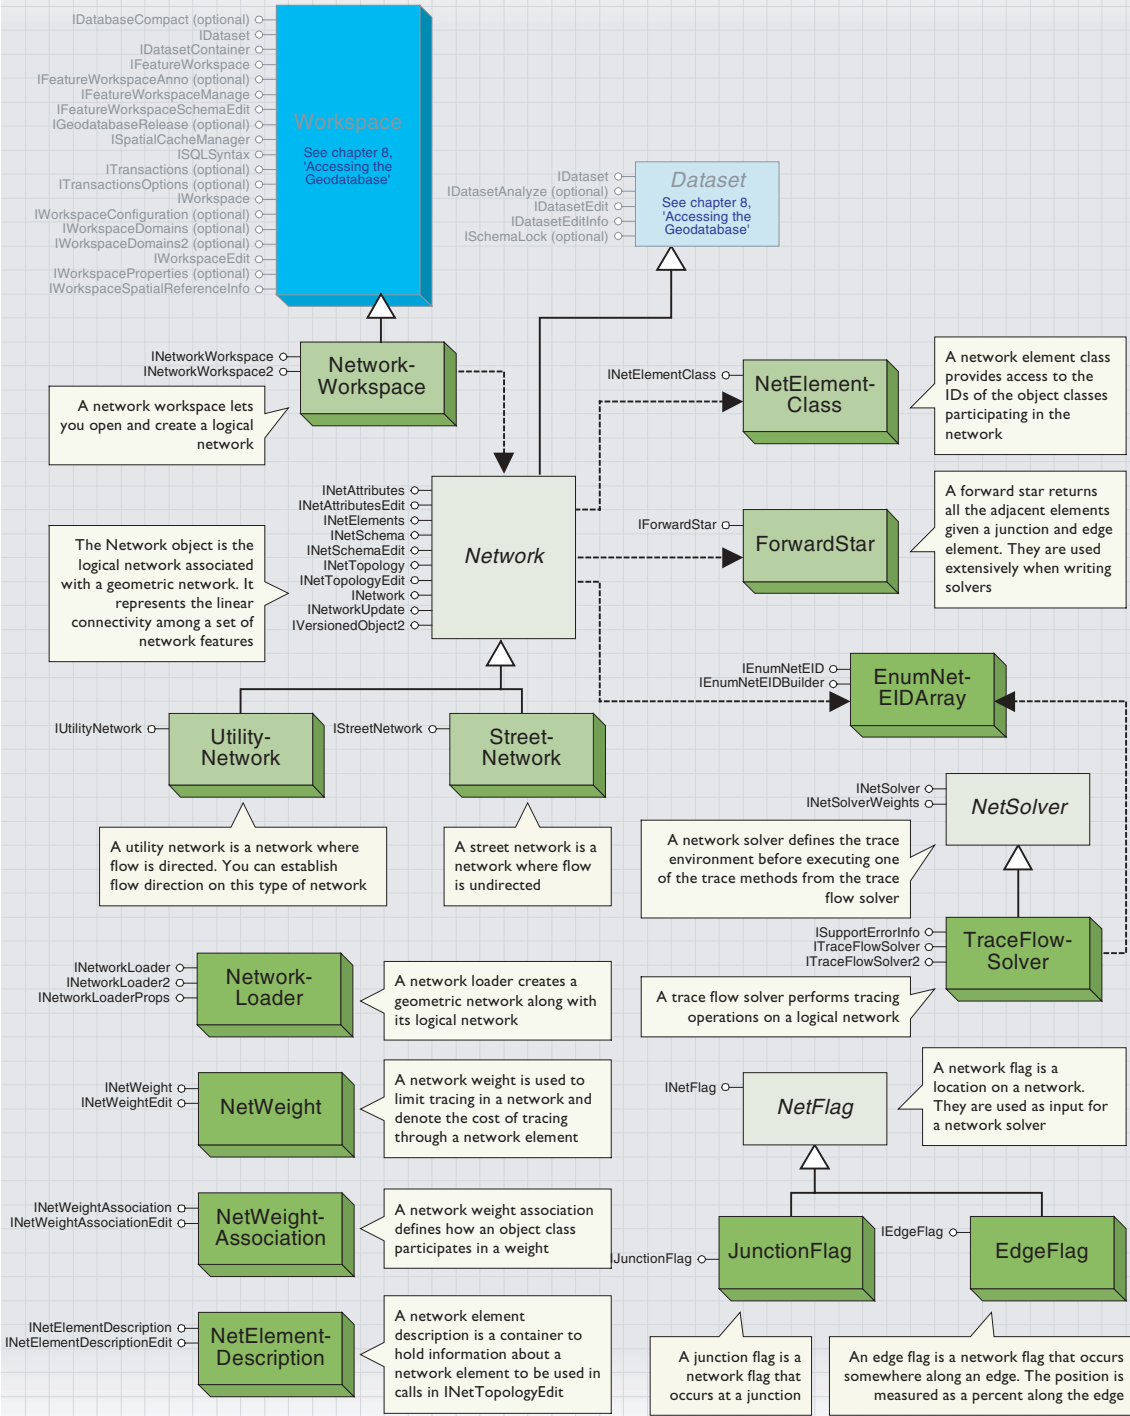 IDatabaseCompact (optional)
IDataset
IDatasetContainer
IFeatureWorkspace
IFeatureWorkspaceAnno (optional)
IFeatureWorkspaceManage
IFeatureWorkspaceSchemaEdit
IGeodatabaseRelease (optional)
ISpatialCacheManager
ISQLSyntax
ITransactions (optional)
ITransactionsOptions (optional)
IWorkspace
IWorkspaceConfiguration (optional)
IWorkspaceDomains (optional)
IWorkspaceDomains2 (optional)
IWorkspaceEdit
IWorkspaceProperties (optional)
IWorkspaceSpatialReferenceInfo
Workspace
See chapter 8,
'Accessing the
Geodatabase'
IDataset
IDatasetAnalyze (optional)
IDatasetEdit
IDatasetEditInfo
ISchemaLock (optional)
Dataset
See chapter 8,
'Accessing the
Geodatabase'
INetworkWorkspace
INetworkWorkspace2
Network-
Workspace
A network workspace lets
you open and create a logical
network
INetElementClass
NetElement-
Class
A network element class
provides access to the
IDs of the object classes
participating in the
network
INetAttributes
INetAttributesEdit
INetElements
INetSchema
INetSchemaEdit
INetTopology
INetTopologyEdit
INetwork
INetworkUpdate
IVersionedObject2
Network
The Network object is the
logical network associated
with a geometric network. It
represents the linear
connectivity among a set of
network features
IForwardStar
ForwardStar
A forward star returns
all the adjacent elements
given a junction and edge
element. They are used
extensively when writing
solvers
IEnumNetEID
IEnumNetEIDBuilder
EnumNet-
EIDArray
IUtilityNetwork
Utility-
Network
IStreetNetwork
Street-
Network
A utility network is a network where
flow is directed. You can establish
flow direction on this type of network
A street network is a
network where flow
is undirected
INetSolver
INetSolverWeights
NetSolver
A network solver defines the trace
environment before executing one
of the trace methods from the trace
flow solver
ISupportErrorInfo
ITraceFlowSolver
ITraceFlowSolver2
TraceFlow-
Solver
A trace flow solver performs tracing
operations on a logical network
INetworkLoader
INetworkLoader2
INetworkLoaderProps
Network-
Loader
A network loader creates a
geometric network along with
its logical network
INetWeight
INetWeightEdit
NetWeight
A network weight is used to
limit tracing in a network and
denote the cost of tracing
through a network element
INetFlag
NetFlag
A network flag is a
location on a network.
They are used as input for
a network solver
INetWeightAssociation
INetWeightAssociationEdit
NetWeight-
Association
A network weight association
defines how an object class
participates in a weight
IJunctionFlag
JunctionFlag
IEdgeFlag
EdgeFlag
INetElementDescription
INetElementDescriptionEdit
NetElement-
Description
A network element
description is a container to
hold information about a
network element to be used in
calls in INetTopologyEdit
A junction flag is a
network flag that
occurs at a junction
An edge flag is a network flag that occurs
somewhere along an edge. The position is
measured as a percent along the edge